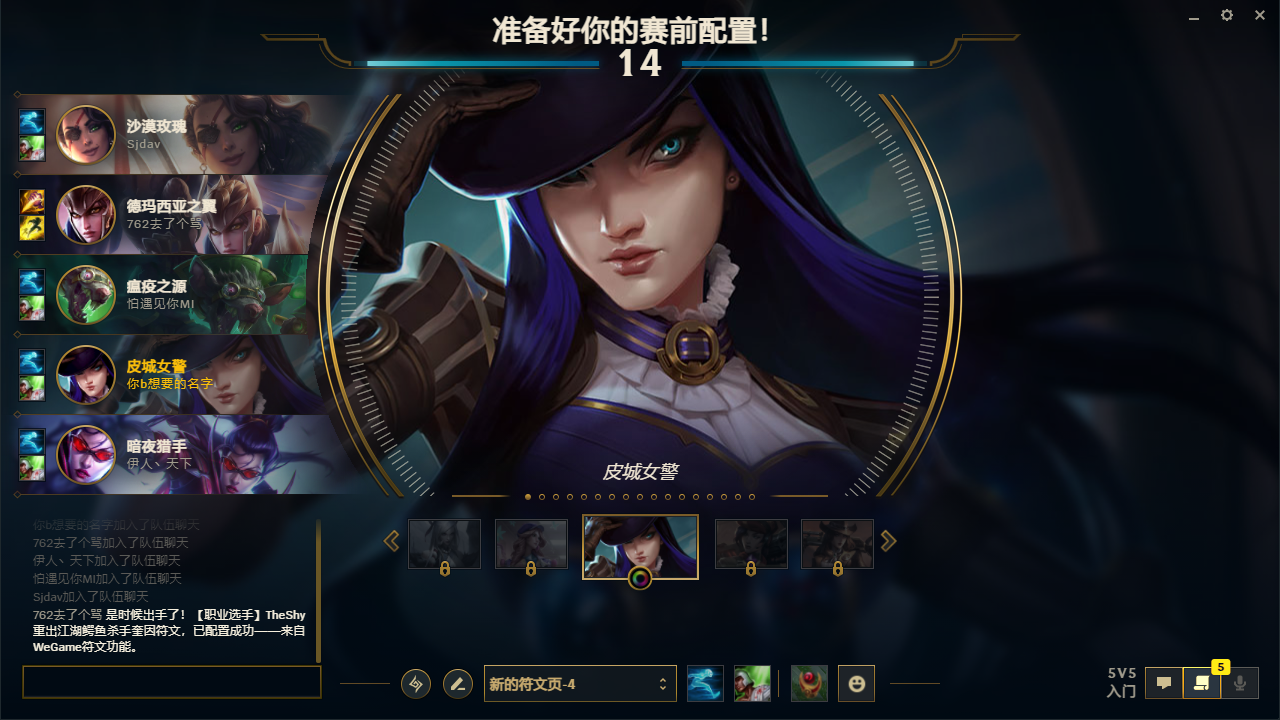 准备好你的赛前配置！
14
沙漠玫瑰
Sjdav
德玛西亚之翼
762去了个骂
瘟疫之源
怕遇见你MI
皮城女警
你b想要的名字
暗夜猎手
伊人丶天下
皮城女警
你b想要的名字加入了队伍聊天
762去了个骂加入了队伍聊天
伊人丶天下加入了队伍聊天
怕遇见你MI加入了队伍聊天
Sjdav加入了队伍聊天
762去了个骂 是时候出手了！【职业选手】TheShy
重出江湖鳄鱼杀手奎因符文，已配置成功——来自
WeGame符文功能。
新的符文页-4
5V5
入门
5